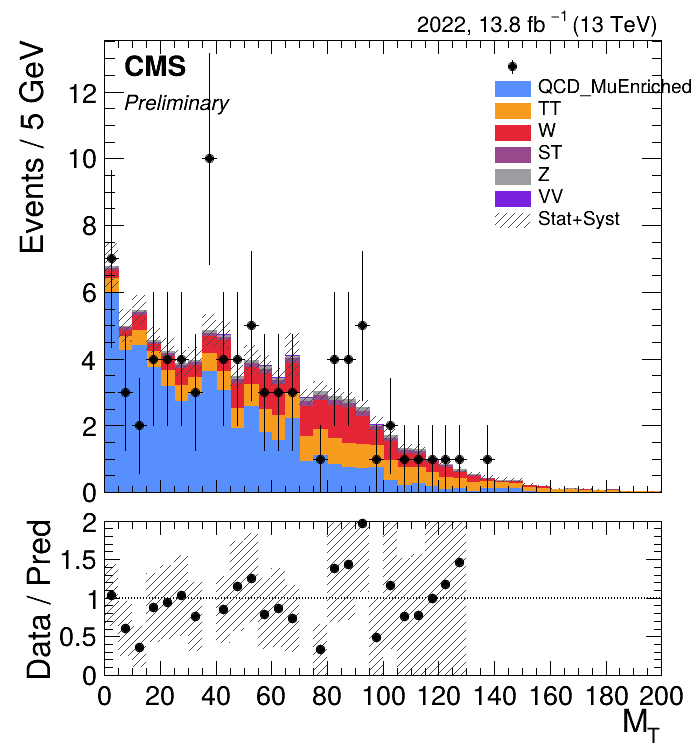 2022, 13.8 fb⁻¹ (13 TeV)
CMS
Preliminary
QCD_MuEnriched
TT
W
ST
Z
VV
Stat+Syst
Events / 5 GeV
12
10
8
6
4
2
0
Data / Pred
2
1.5
1
0.5
0
0 20 40 60 80 100 120 140 160 180 200
M_T